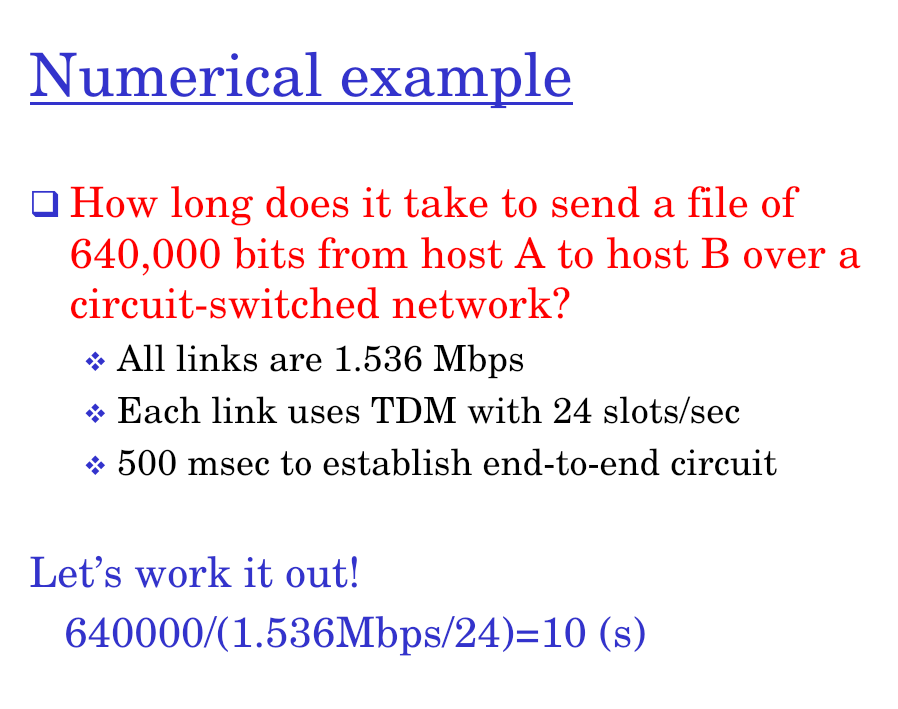 Numerical example
How long does it take to send a file of
640,000 bits from host A to host B over a
circuit-switched network?
All links are 1.536 Mbps
Each link uses TDM with 24 slots/sec
500 msec to establish end-to-end circuit
Let’s work it out!
640000/(1.536Mbps/24)=10 (s)